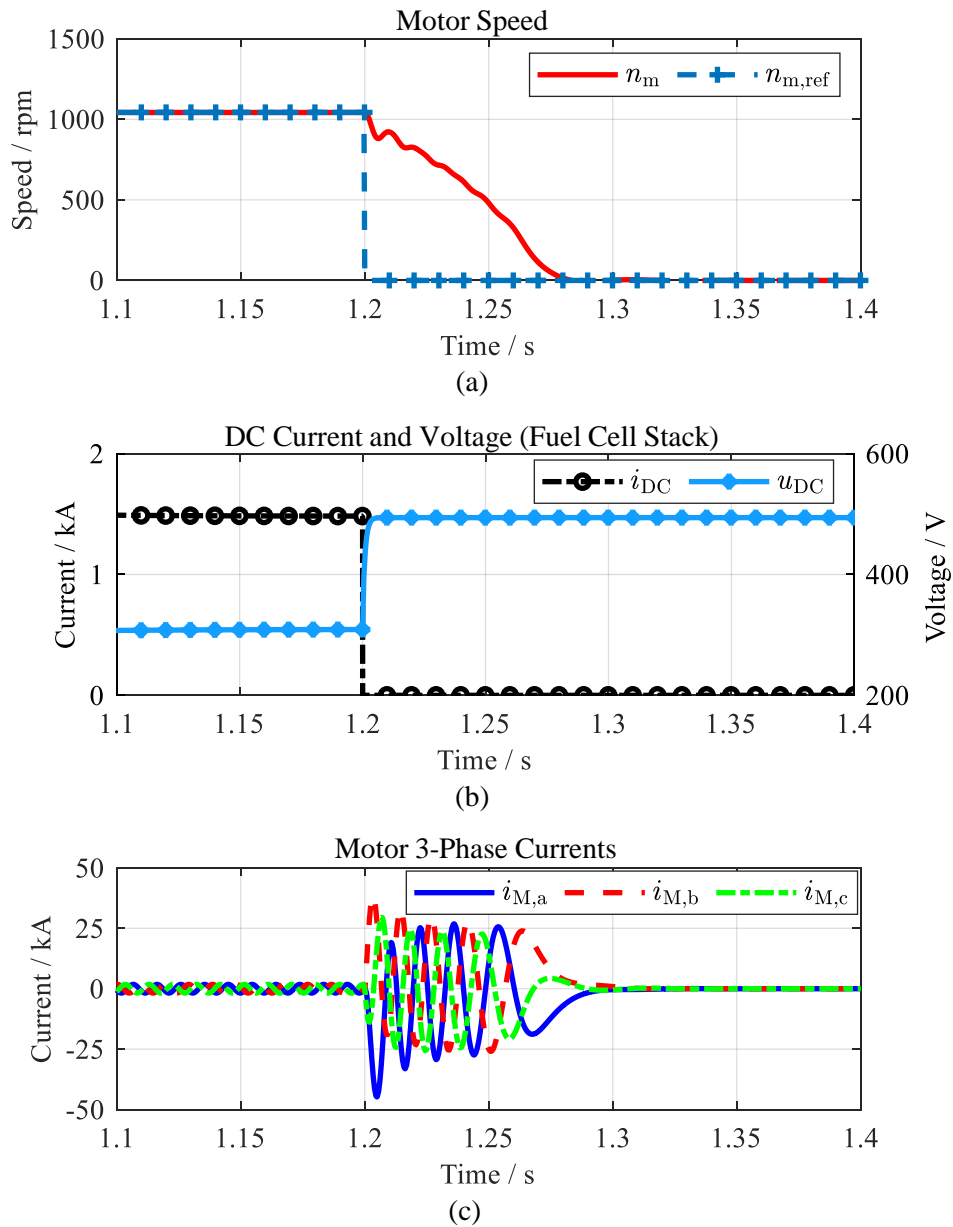 Motor Speed
1500
1000
500
0
Speed / rpm
n_m
n_m,ref
1.1 1.15 1.2 1.25 1.3 1.35 1.4
Time / s
(a)
DC Current and Voltage (Fuel Cell Stack)
2
1.5
1
0.5
0
Current / kA
i_DC
u_DC
600
400
200
Voltage / V
1.1 1.15 1.2 1.25 1.3 1.35 1.4
Time / s
(b)
Motor 3-Phase Currents
50
25
0
-25
-50
Current / kA
i_M,a
i_M,b
i_M,c
1.1 1.15 1.2 1.25 1.3 1.35 1.4
Time / s
(c)